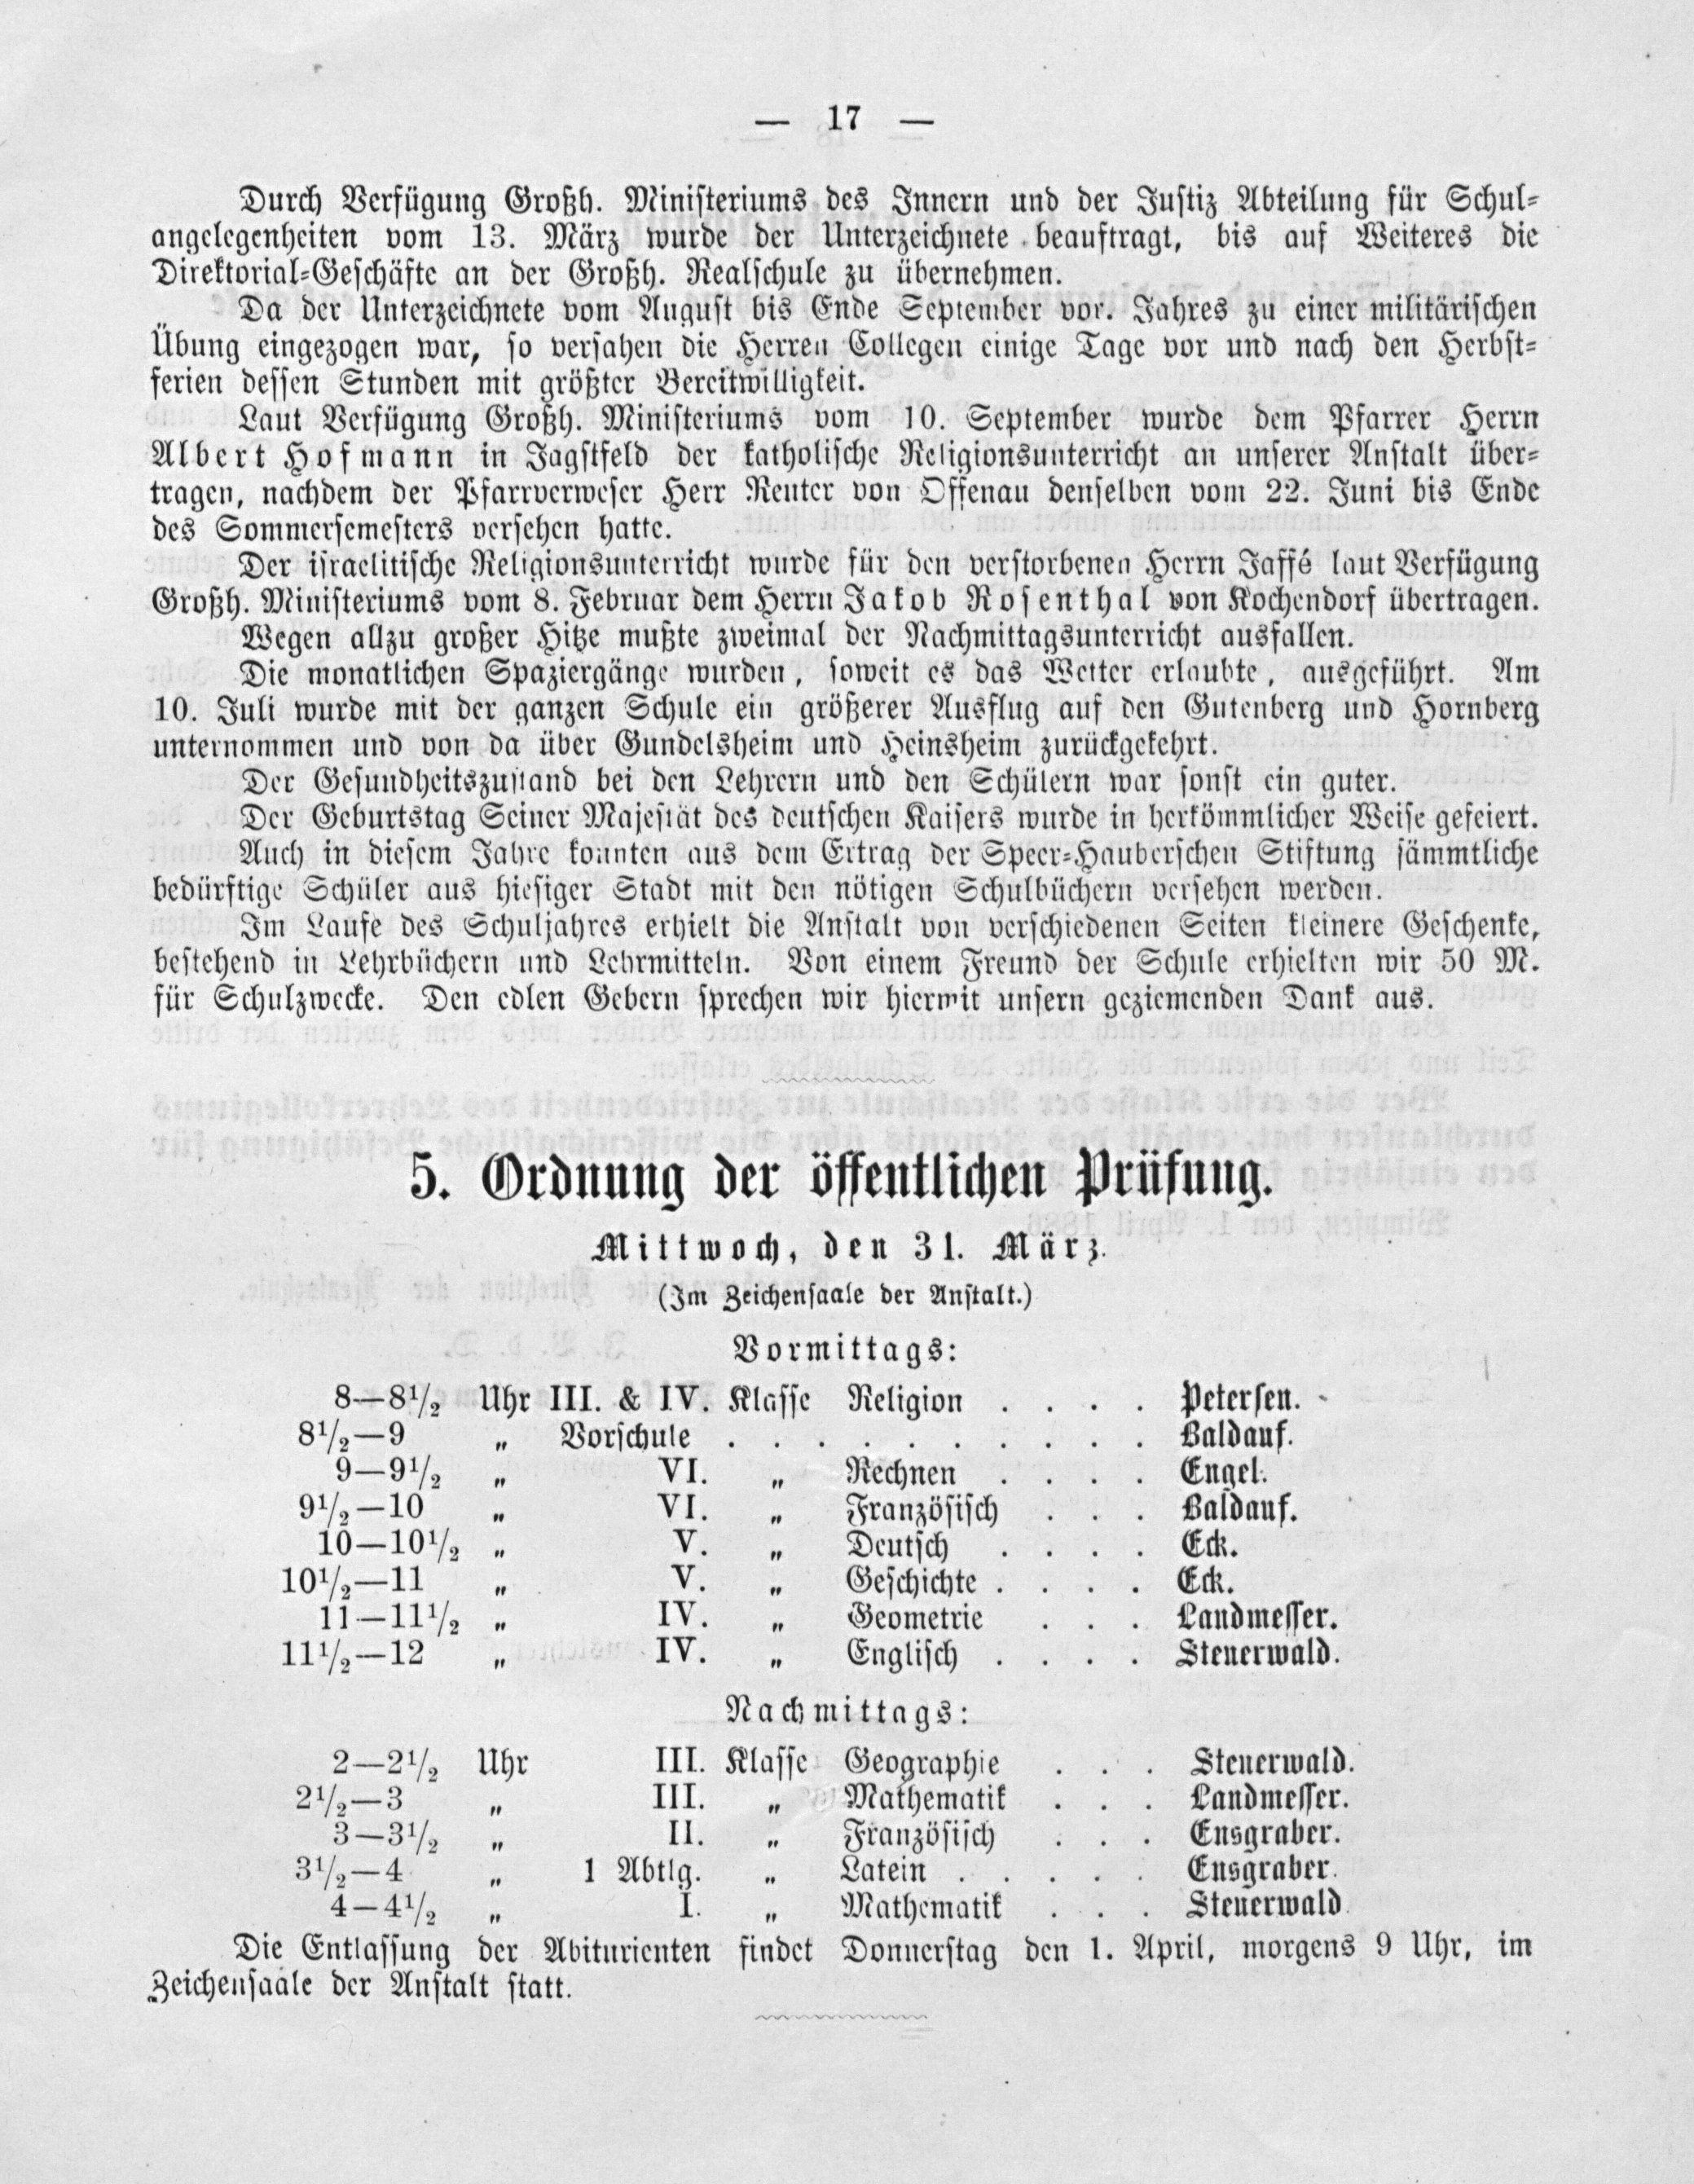 — 17 —
Durch Verfügung Großh. Ministeriums des Innern und der Justiz Abteilung für Schul-
angelegenheiten vom 13. März wurde der Unterzeichnete beauftragt, bis auf Weiteres die
Direktorial-Geschäfte an der Großh. Realschule zu übernehmen.
Da der Unterzeichnete vom August bis Ende September vor. Jahres zu einer militärischen
Übung eingezogen war, so versahen die Herren Collegen einige Tage vor und nach den Herbst-
ferien dessen Stunden mit größter Bereitwilligkeit.
Laut Verfügung Großh. Ministeriums vom 10. September wurde dem Pfarrer Herrn
Albert Hofmann in Jagstfeld der katholische Religionsunterricht an unserer Anstalt über-
tragen, nachdem der Pfarrverweser Herr Reuter von Offenau denselben vom 22. Juni bis Ende
des Sommersemesters versehen hatte.
Der israelitische Religionsunterricht wurde für den verstorbenen Herrn Jaffé laut Verfügung
Großh. Ministeriums vom 8. Februar dem Herrn Jakob Rosenthal von Kochendorf übertragen.
Wegen allzu großer Hitze mußte zweimal der Nachmittagsunterricht ausfallen.
Die monatlichen Spaziergänge wurden, soweit es das Wetter erlaubte, ausgeführt. Am
10. Juli wurde mit der ganzen Schule ein größerer Ausflug auf den Gutenberg und Hornberg
unternommen und von da über Gundelsheim und Heinsheim zurückgekehrt.
Der Gesundheitszustand bei den Lehrern und den Schülern war sonst ein guter.
Der Geburtstag Seiner Majestät des deutschen Kaisers wurde in herkömmlicher Weise gefeiert.
Auch in diesem Jahre konnten aus dem Ertrag der Speer-Hauberschen Stiftung sämmtliche
bedürftige Schüler aus hiesiger Stadt mit den nötigen Schulbüchern versehen werden.
Im Laufe des Schuljahres erhielt die Anstalt von verschiedenen Seiten kleinere Geschenke,
bestehend in Lehrbüchern und Lehrmitteln. Von einem Freund der Schule erhielten wir 50 M.
für Schulzwecke. Den edlen Gebern sprechen wir hiermit unsern geziemenden Dank aus.
5. Ordnung der öffentlichen Prüfung.
Mittwoch, den 31. März.
(Im Zeichensaale der Anstalt.)
Vormittags:
8—8½ Uhr III. & IV. Klasse Religion . . . . Petersen.
8½—9 „ Vorschule . . . . . . . . . . Baldauf.
9—9½ „ VI. „ Rechnen . . . . Engel.
9½—10 „ VI. „ Französisch . . . Baldauf.
10—10½ „ V. „ Deutsch . . . . Eck.
10½—11 „ V. „ Geschichte . . . . Eck.
11—11½ „ IV. „ Geometrie . . . Landmesser.
11½—12 „ IV. „ Englisch . . . . Steuerwald.
Nachmittags:
2—2½ Uhr III. Klasse Geographie . . . Steuerwald.
2½—3 „ III. „ Mathematik . . . Landmesser.
3—3½ „ II. „ Französisch . . . Ensgraber.
3½—4 „ 1 Abtlg. „ Latein . . . . . Ensgraber.
4—4½ „ I. „ Mathematik . . . Steuerwald.
Die Entlassung der Abiturienten findet Donnerstag den 1. April, morgens 9 Uhr, im
Zeichensaale der Anstalt statt.